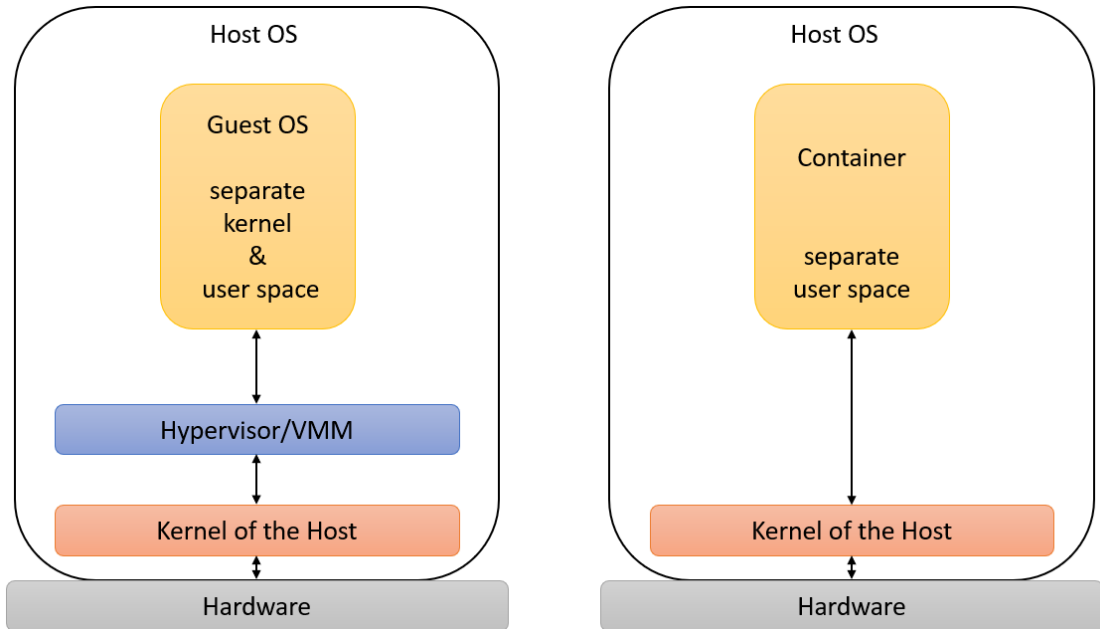 Host OS
Guest OS
separate
kernel
&
user space
Hypervisor/VMM
Kernel of the Host
Hardware
Host OS
Container
separate
user space
Kernel of the Host
Hardware